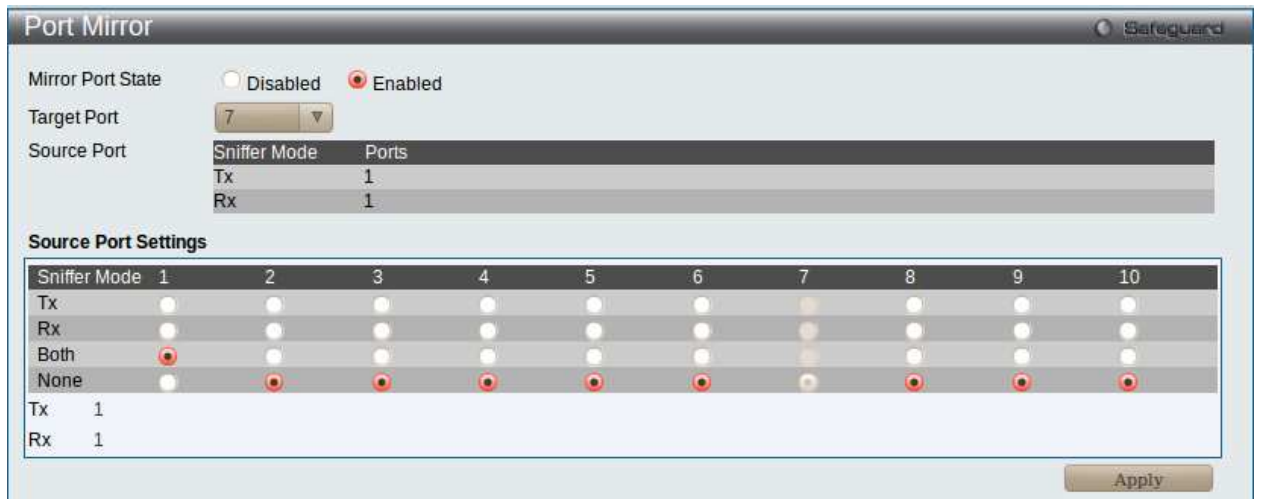 Port Mirror
Safeguard
Mirror Port State Disabled Enabled
Target Port 7
Source Port Sniffer Mode Ports
Tx 1
Rx 1
Source Port Settings
Sniffer Mode 1 2 3 4 5 6 7 8 9 10
Tx
Rx
Both
None
Tx 1
Rx 1
Apply